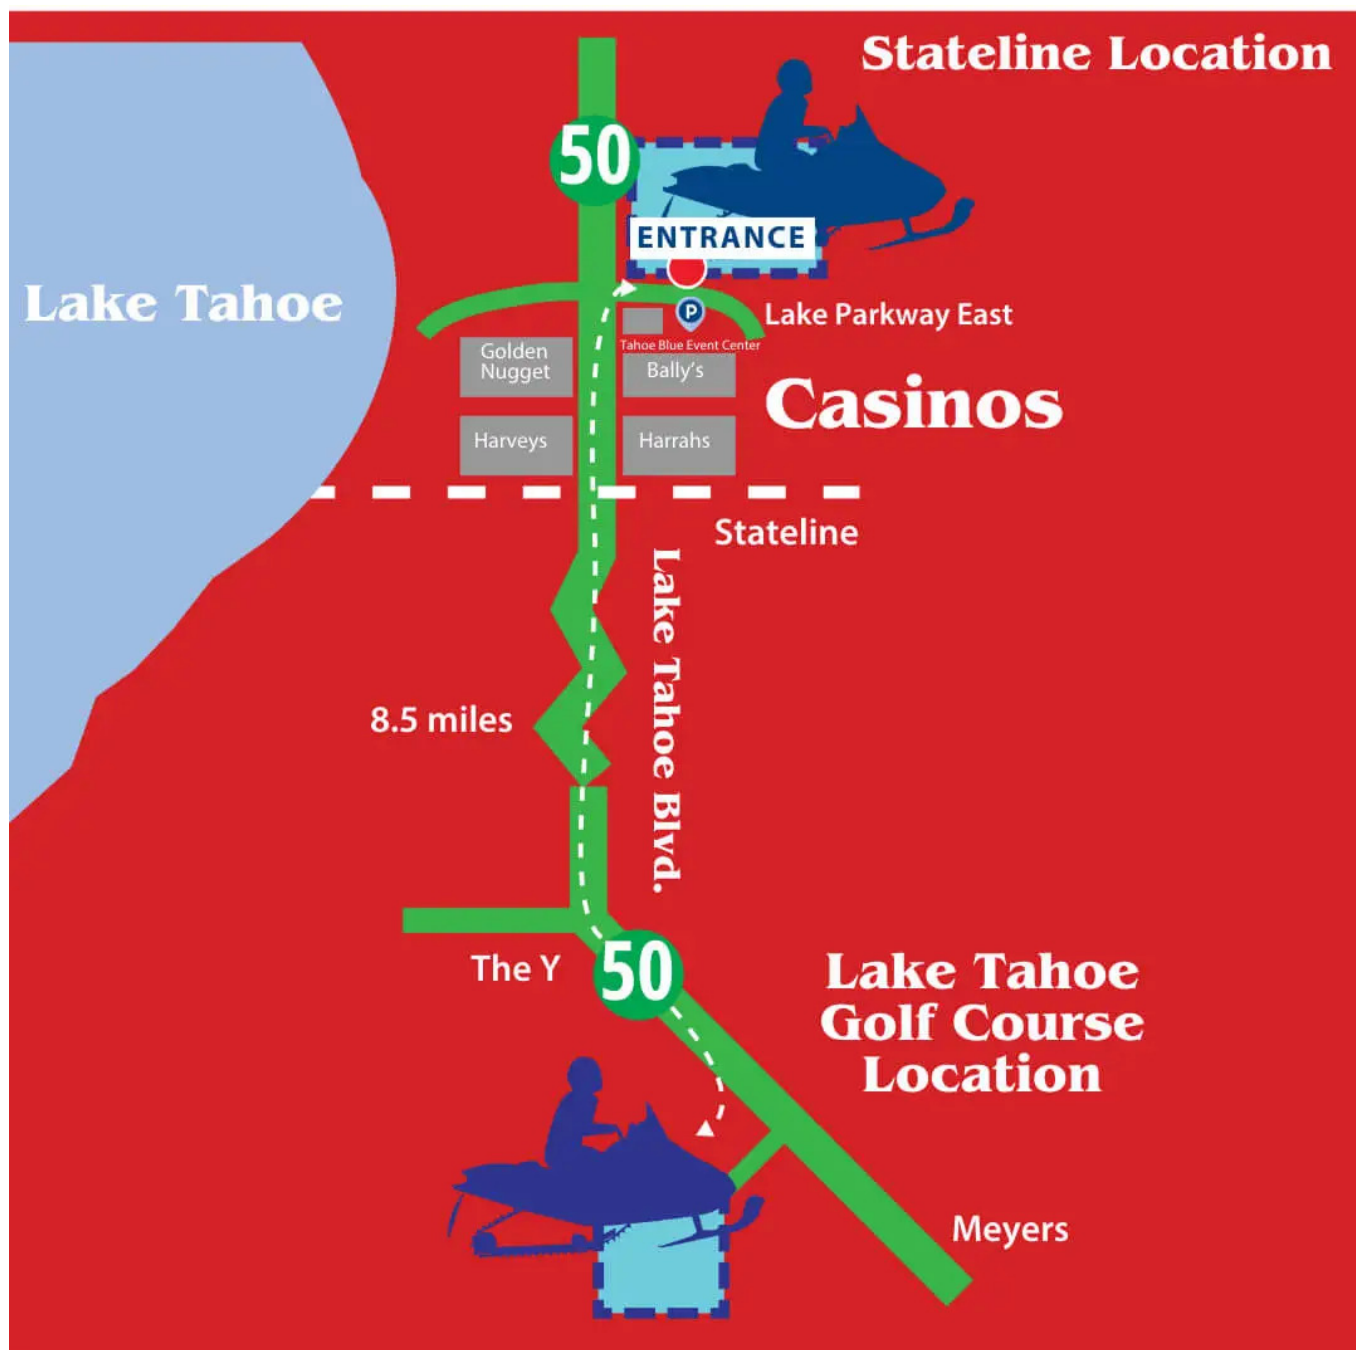 Stateline Location
50
ENTRANCE
Lake Tahoe
Lake Parkway East
P
Tahoe Blue Event Center
Golden
Nugget
Bally's
Casinos
Harveys
Harrahs
Stateline
Lake Tahoe Blvd.
8.5 miles
The Y
50
Lake Tahoe
Golf Course
Location
Meyers